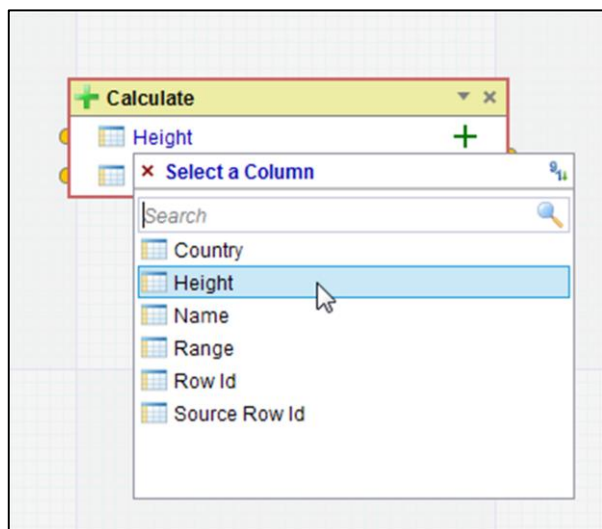 Calculate
Height
Select a Column
Search
Country
Height
Name
Range
Row Id
Source Row Id